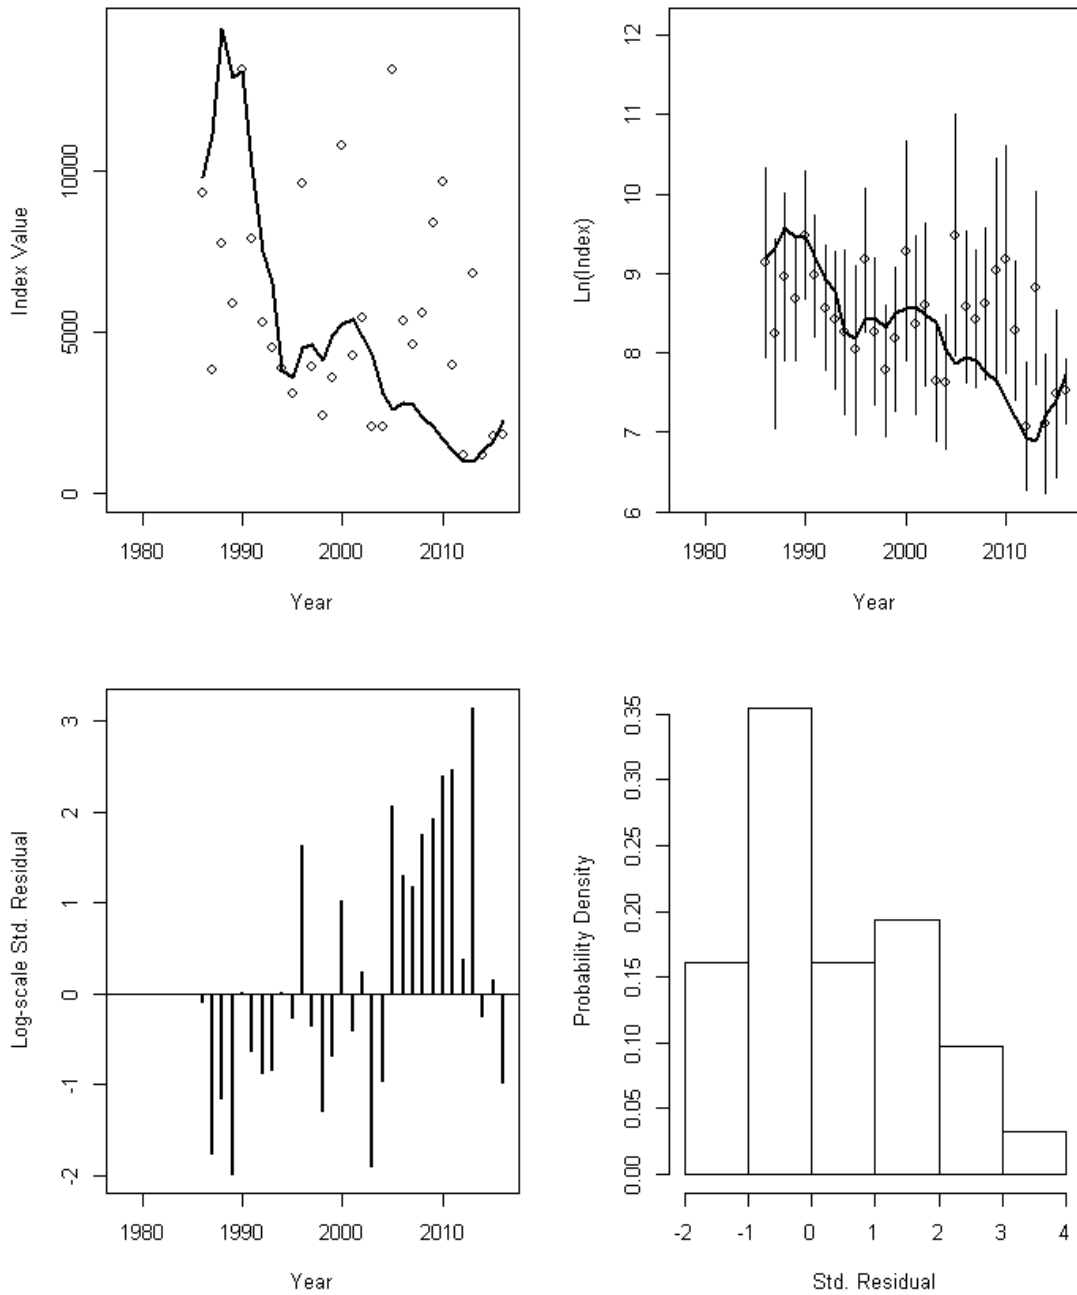 Index Value
10000
5000
0
1980 1990 2000 2010
Year
Ln(Index)
12
11
10
9
8
7
6
1980 1990 2000 2010
Year
Log-scale Std. Residual
3
2
1
0
-1
-2
1980 1990 2000 2010
Year
Probability Density
0.35
0.30
0.25
0.20
0.15
0.10
0.05
0.00
-2 -1 0 1 2 3 4
Std. Residual